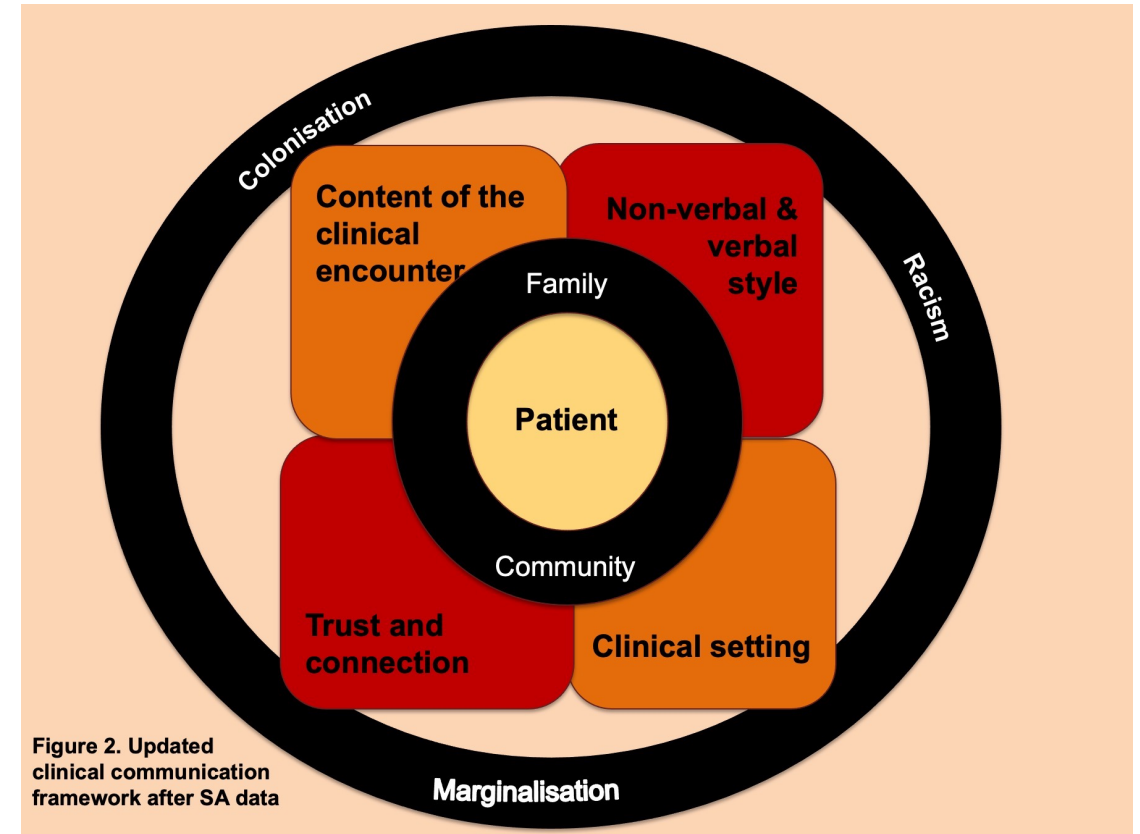 Colonisation
Content of the
clinical
encounter
Non-verbal &
verbal
style
Racism
Family
Patient
Community
Trust and
connection
Clinical setting
Figure 2. Updated
clinical communication
framework after SA data
Marginalisation